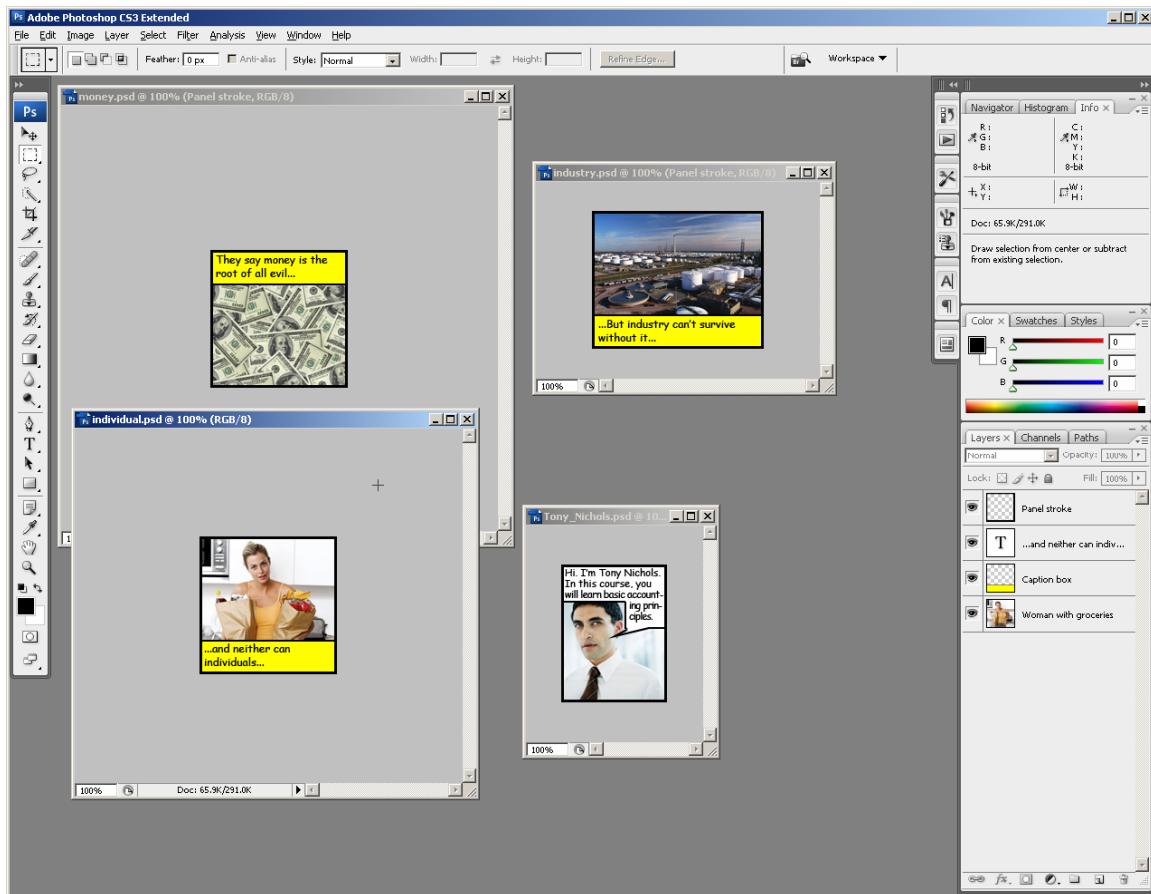 Adobe Photoshop CS3 Extended
File Edit Image Layer Select Filter Analysis View Window Help
Feather: 0 px Anti-alias Style: Normal Width: Height: Refine Edge... Workspace
Ps
money.psd @ 100% (Panel stroke, RGB/8)
They say money is the
root of all evil...
industry.psd @ 100% (Panel stroke, RGB/8)
...But industry can't survive
without it...
100%
individual.psd @ 100% (RGB/8)
...and neither can
individuals...
100% Doc: 65.9K/291.0K
Tony_Nichols.psd @ 10...
Hi. I'm Tony Nichols.
In this course, you
will learn basic account-
ing prin-
ciples.
100%
Navigator Histogram Info
R: C:
G: M:
B: Y:
K:
8-bit 8-bit
X: W:
Y: H:
Doc: 65.9K/291.0K
Draw selection from center or subtract
from existing selection.
Color Swatches Styles
R 0
G 0
B 0
Layers Channels Paths
Normal Opacity: 100%
Lock: Fill: 100%
Panel stroke
T ...and neither can indiv...
Caption box
Woman with groceries